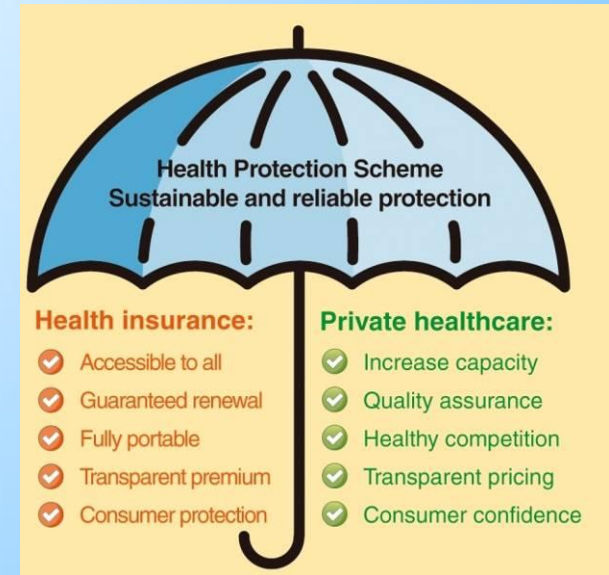 Health Protection Scheme
Sustainable and reliable protection
Health insurance:
Accessible to all
Guaranteed renewal
Fully portable
Transparent premium
Consumer protection
Private healthcare:
Increase capacity
Quality assurance
Healthy competition
Transparent pricing
Consumer confidence